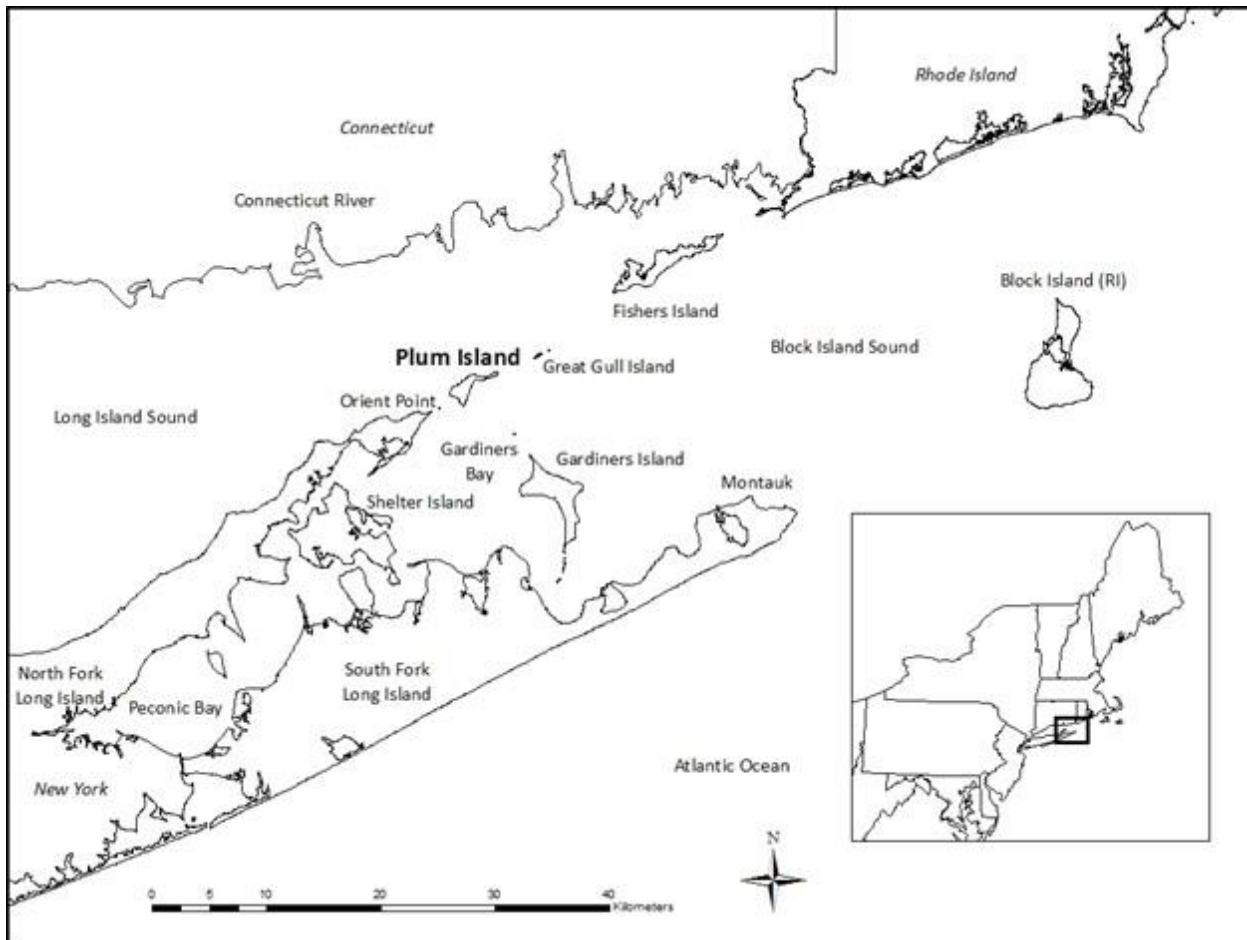 Rhode Island
Connecticut
Connecticut River
Block Island (RI)
Fishers Island
Block Island Sound
Plum Island
Great Gull Island
Orient Point
Long Island Sound
Gardiners
Bay
Gardiners Island
Montauk
Shelter Island
North Fork
Long Island
South Fork
Long Island
Peconic Bay
Atlantic Ocean
New York
N
0 5 10 20 30 40
Kilometers